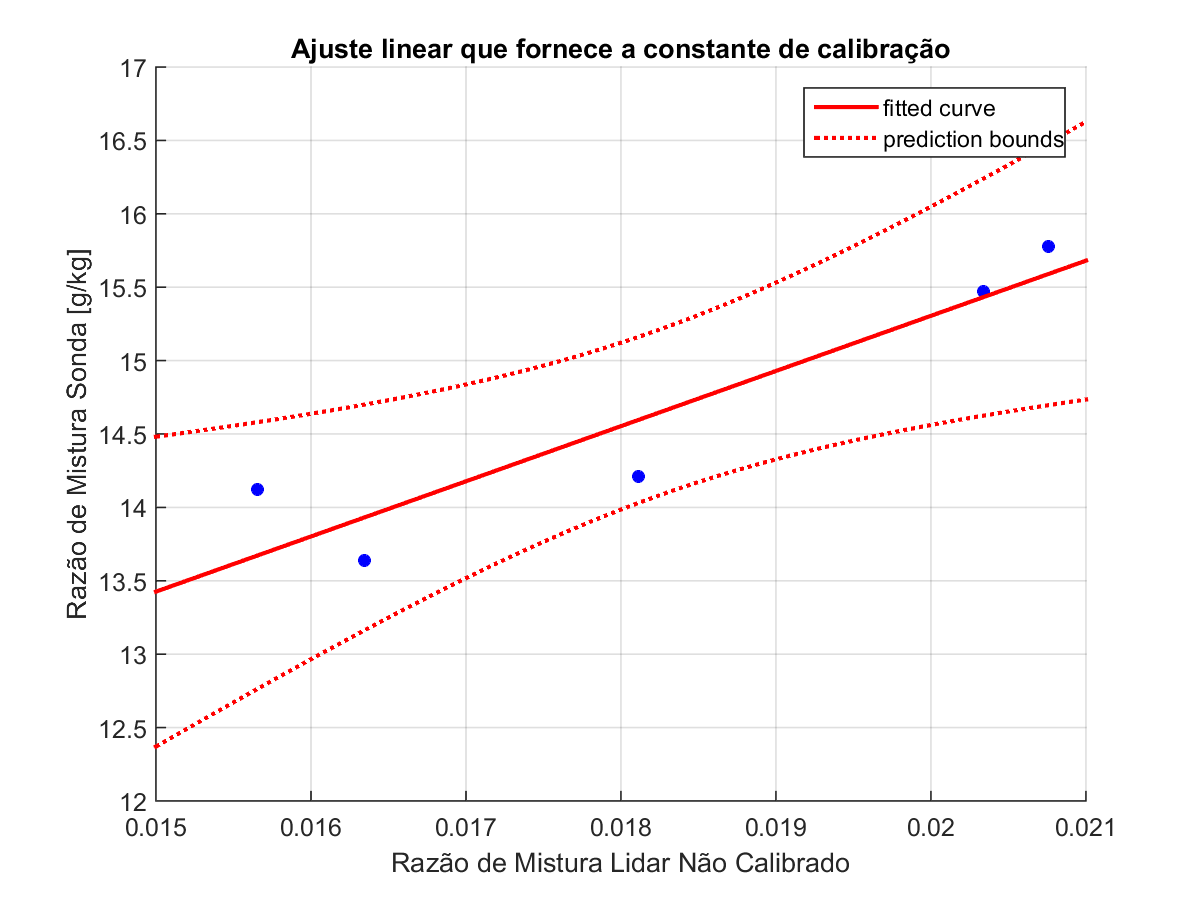 Ajuste linear que fornece a constante de calibração
fitted curve
prediction bounds
Razão de Mistura Sonda [g/kg]
17
16.5
16
15.5
15
14.5
14
13.5
13
12.5
12
0.015 0.016 0.017 0.018 0.019 0.02 0.021
Razão de Mistura Lidar Não Calibrado